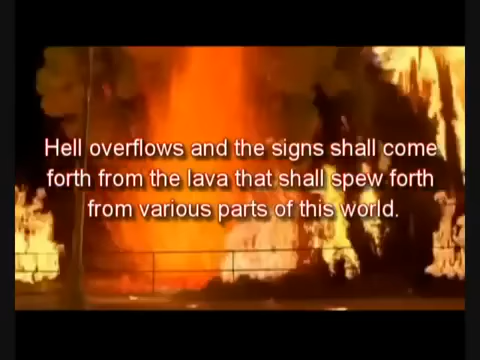 Hell overflows and the signs shall come
forth from the lava that shall spew forth
from various parts of this world.